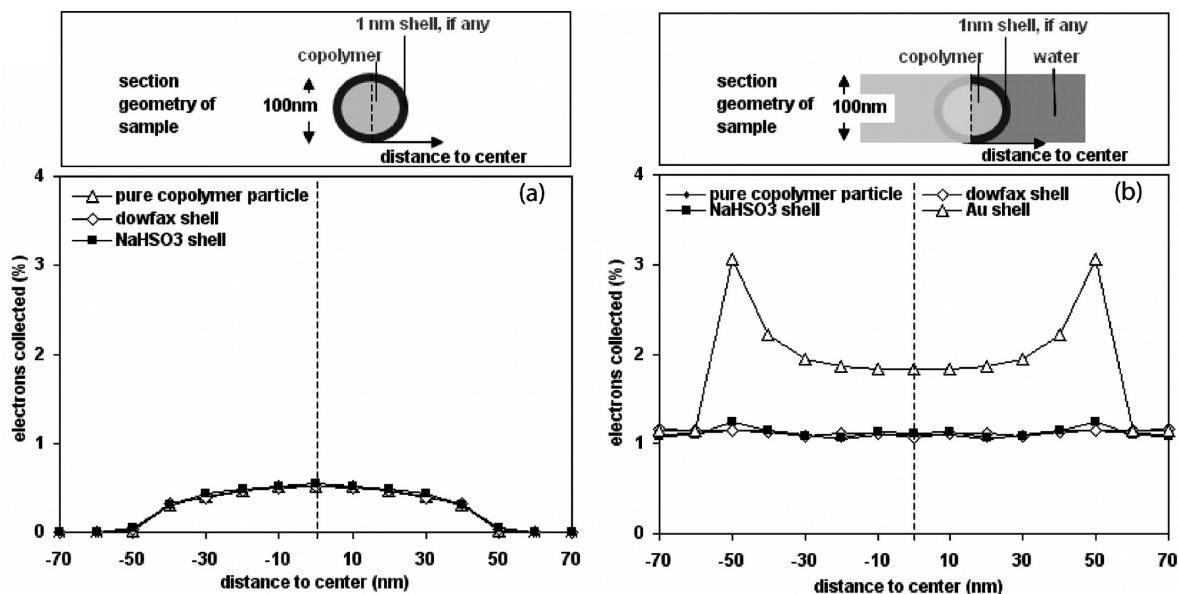 1 nm shell, if any
copolymer
section
geometry of
sample
100nm
distance to center
(a)
pure copolymer particle
dowfax shell
NaHSO3 shell
electrons collected (%)
4
3
2
1
0
-70 -50 -30 -10 10 30 50 70
distance to center (nm)
1nm shell, if any
copolymer
water
section
geometry of
sample
100nm
distance to center
(b)
pure copolymer particle
dowfax shell
NaHSO3 shell
Au shell
electrons collected (%)
4
3
2
1
0
-70 -50 -30 -10 10 30 50 70
distance to center (nm)